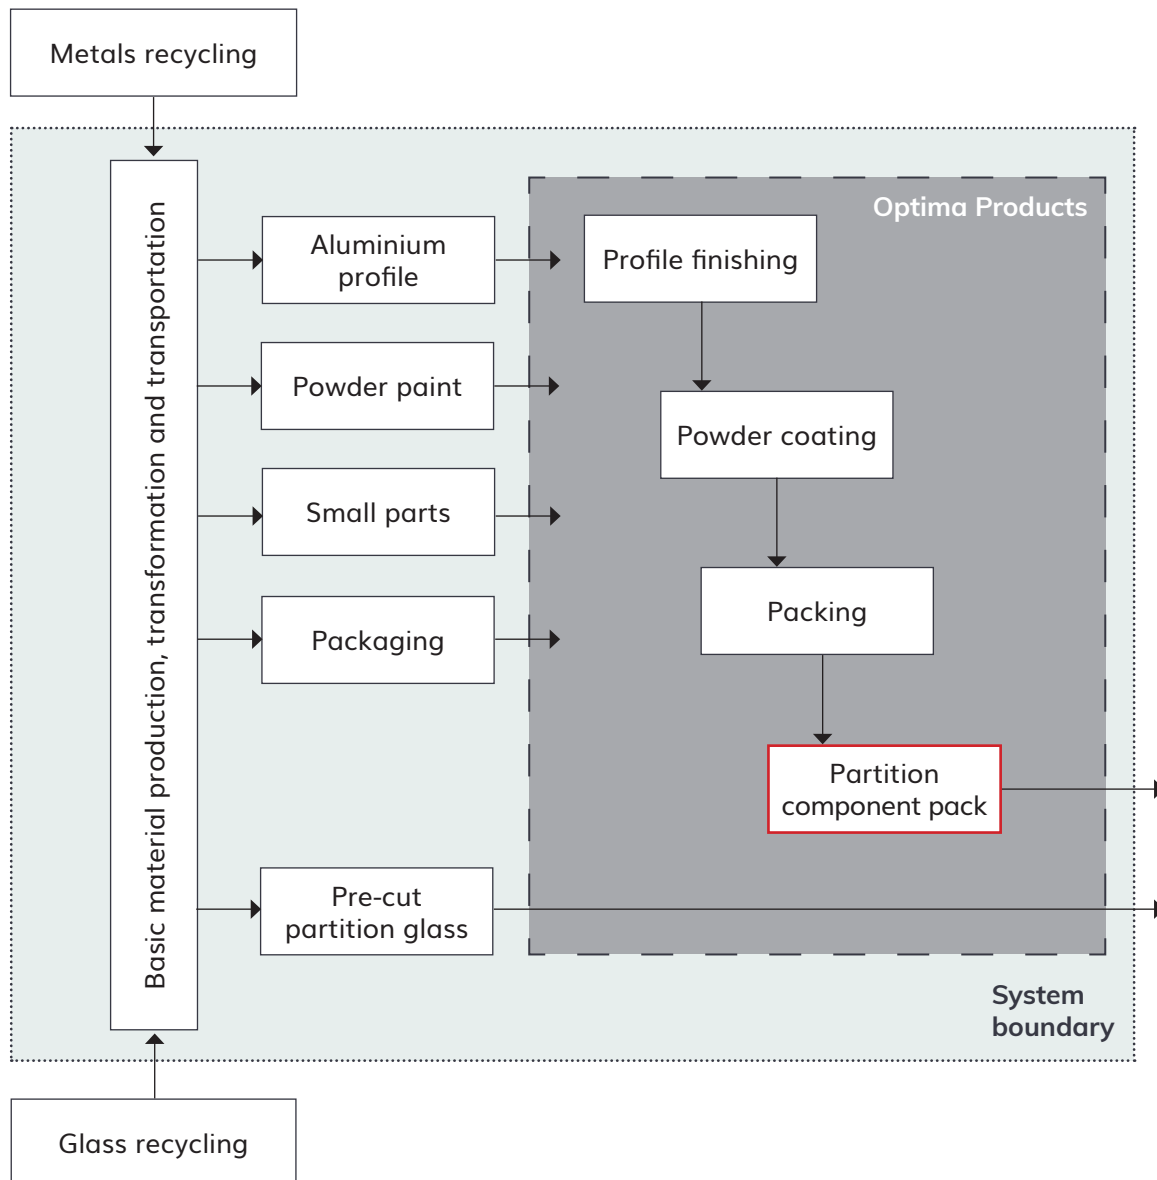 Metals recycling
Basic material production, transformation and transportation
Aluminium
profile
Powder paint
Small parts
Packaging
Pre-cut
partition glass
Optima Products
Profile finishing
Powder coating
Packing
Partition
component pack
System
boundary
Glass recycling